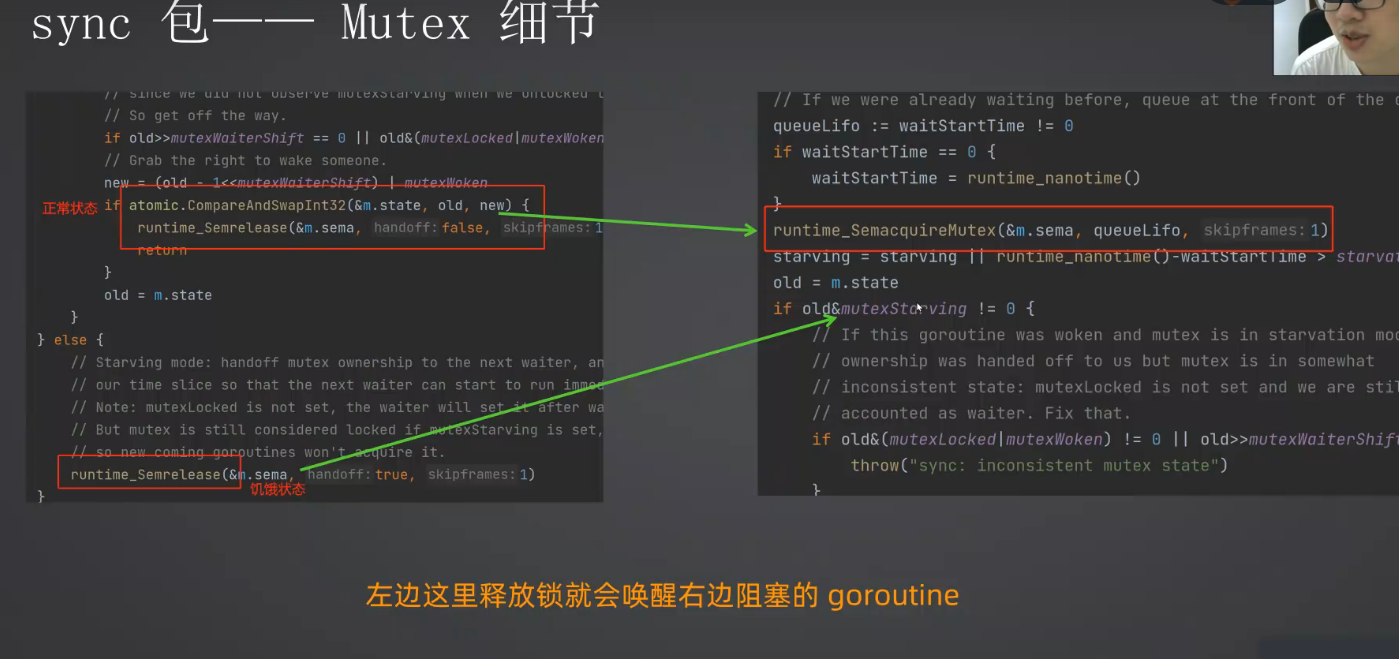 sync 包—— Mutex 细节
// since we did not observe mutexStarving when we unlocked
// So get off the way.
if old>>mutexWaiterShift == 0 || old&(mutexLocked|mutexWoken
// Grab the right to wake someone.
new = (old - 1<<mutexWaiterShift) | mutexWoken
正常状态
if atomic.CompareAndSwapInt32(&m.state, old, new) {
runtime_Semrelease(&m.sema, handoff: false, skipframes: 1
return
}
old = m.state
}
} else {
// Starving mode: handoff mutex ownership to the next waiter, an
// our time slice so that the next waiter can start to run immed
// Note: mutexLocked is not set, the waiter will set it after wa
// But mutex is still considered locked if mutexStarving is set,
// so new coming goroutines won't acquire it.
runtime_Semrelease(&m.sema, handoff: true, skipframes: 1)
饥饿状态
}
// If we were already waiting before, queue at the front of the
queueLifo := waitStartTime != 0
if waitStartTime == 0 {
waitStartTime = runtime_nanotime()
}
runtime_SemacquireMutex(&m.sema, queueLifo, skipframes: 1)
starving = starving || runtime_nanotime()-waitStartTime > starva
old = m.state
if old&mutexStarving != 0 {
// If this goroutine was woken and mutex is in starvation mo
// ownership was handed off to us but mutex is in somewhat
// inconsistent state: mutexLocked is not set and we are stil
// accounted as waiter. Fix that.
if old&(mutexLocked|mutexWoken) != 0 || old>>mutexWaiterShif
throw("sync: inconsistent mutex state")
}
左边这里释放锁就会唤醒右边阻塞的 goroutine